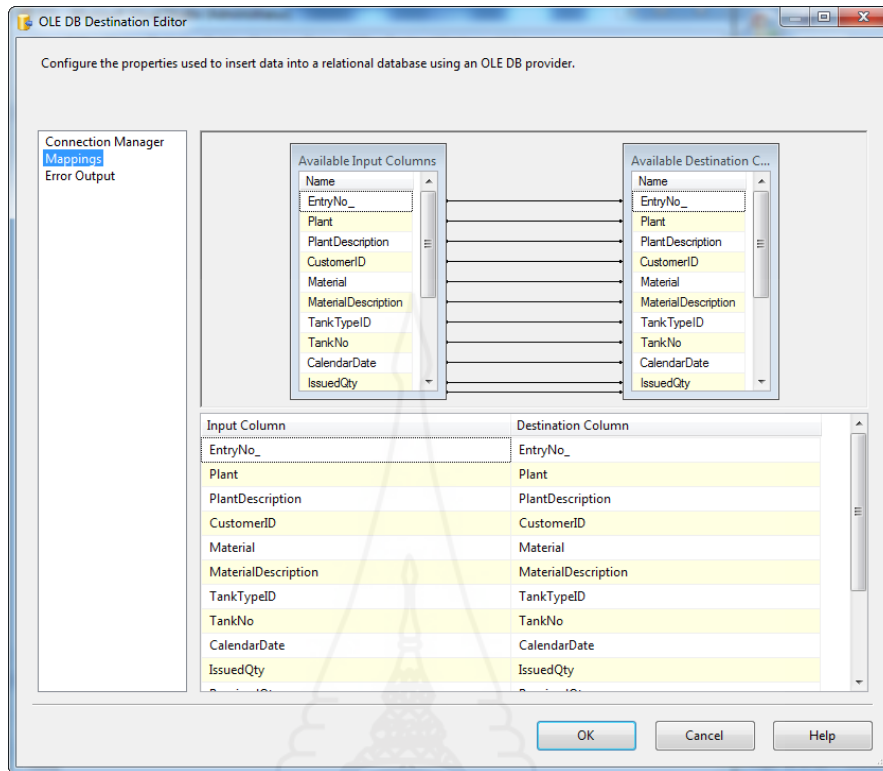 OLE DB Destination Editor
Configure the properties used to insert data into a relational database using an OLE DB provider.
Connection Manager
Mappings
Error Output
Available Input Columns
Name
EntryNo_
Plant
PlantDescription
CustomerID
Material
MaterialDescription
TankTypeID
TankNo
CalendarDate
IssuedQty
Available Destination C...
Name
EntryNo_
Plant
PlantDescription
CustomerID
Material
MaterialDescription
TankTypeID
TankNo
CalendarDate
IssuedQty
Input Column Destination Column
EntryNo_ EntryNo_
Plant Plant
PlantDescription PlantDescription
CustomerID CustomerID
Material Material
MaterialDescription MaterialDescription
TankTypeID TankTypeID
TankNo TankNo
CalendarDate CalendarDate
IssuedQty IssuedQty
OK Cancel Help